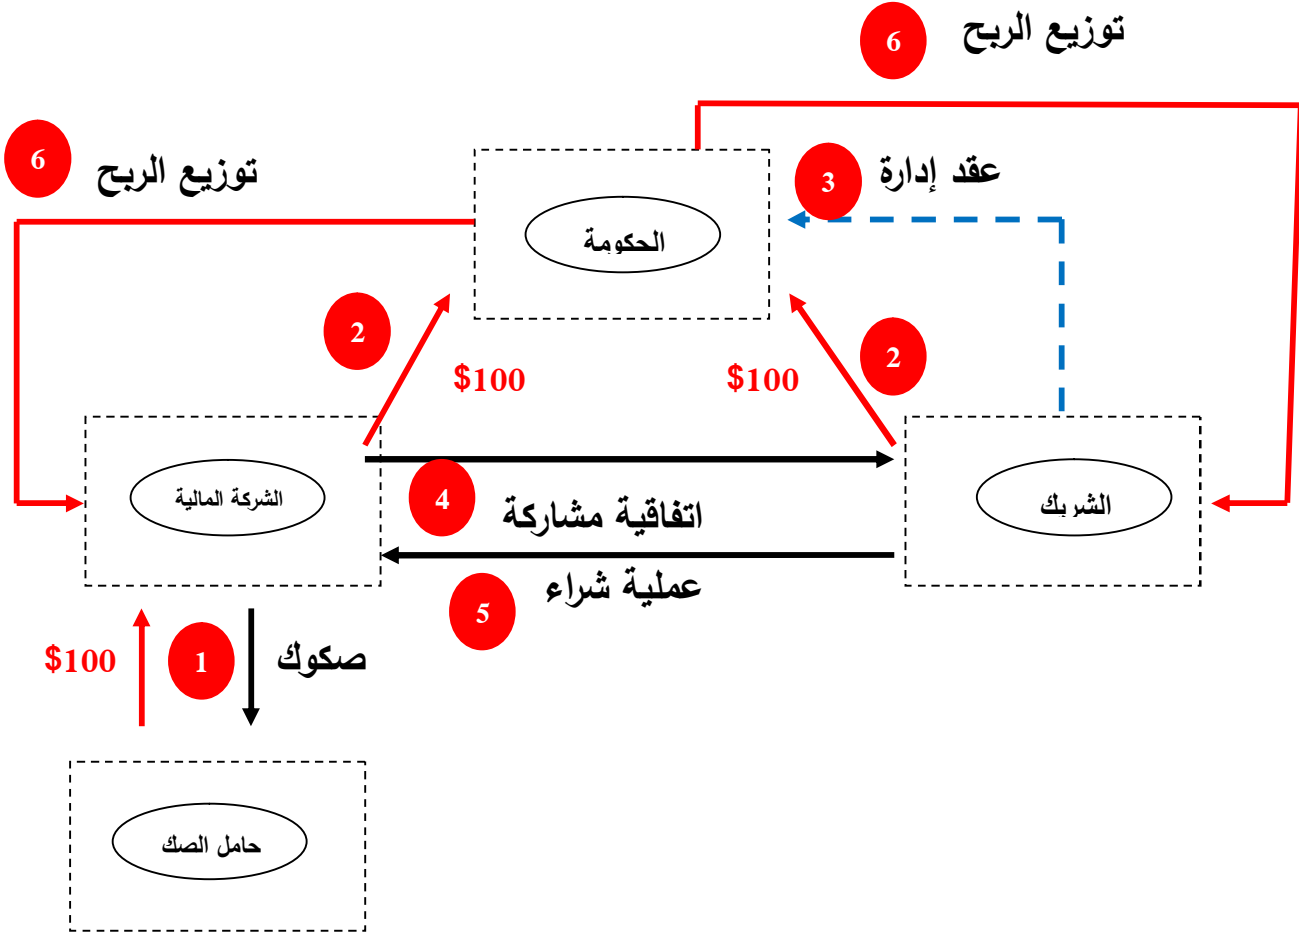 6 توزيع الربح
6 توزيع الربح
3 عقد إدارة
الحكومة
2
2
$100
$100
الشركة المالية
الشريك
4 اتفاقية مشاركة
5 عملية شراء
$100
1 صكوك
حامل الصك